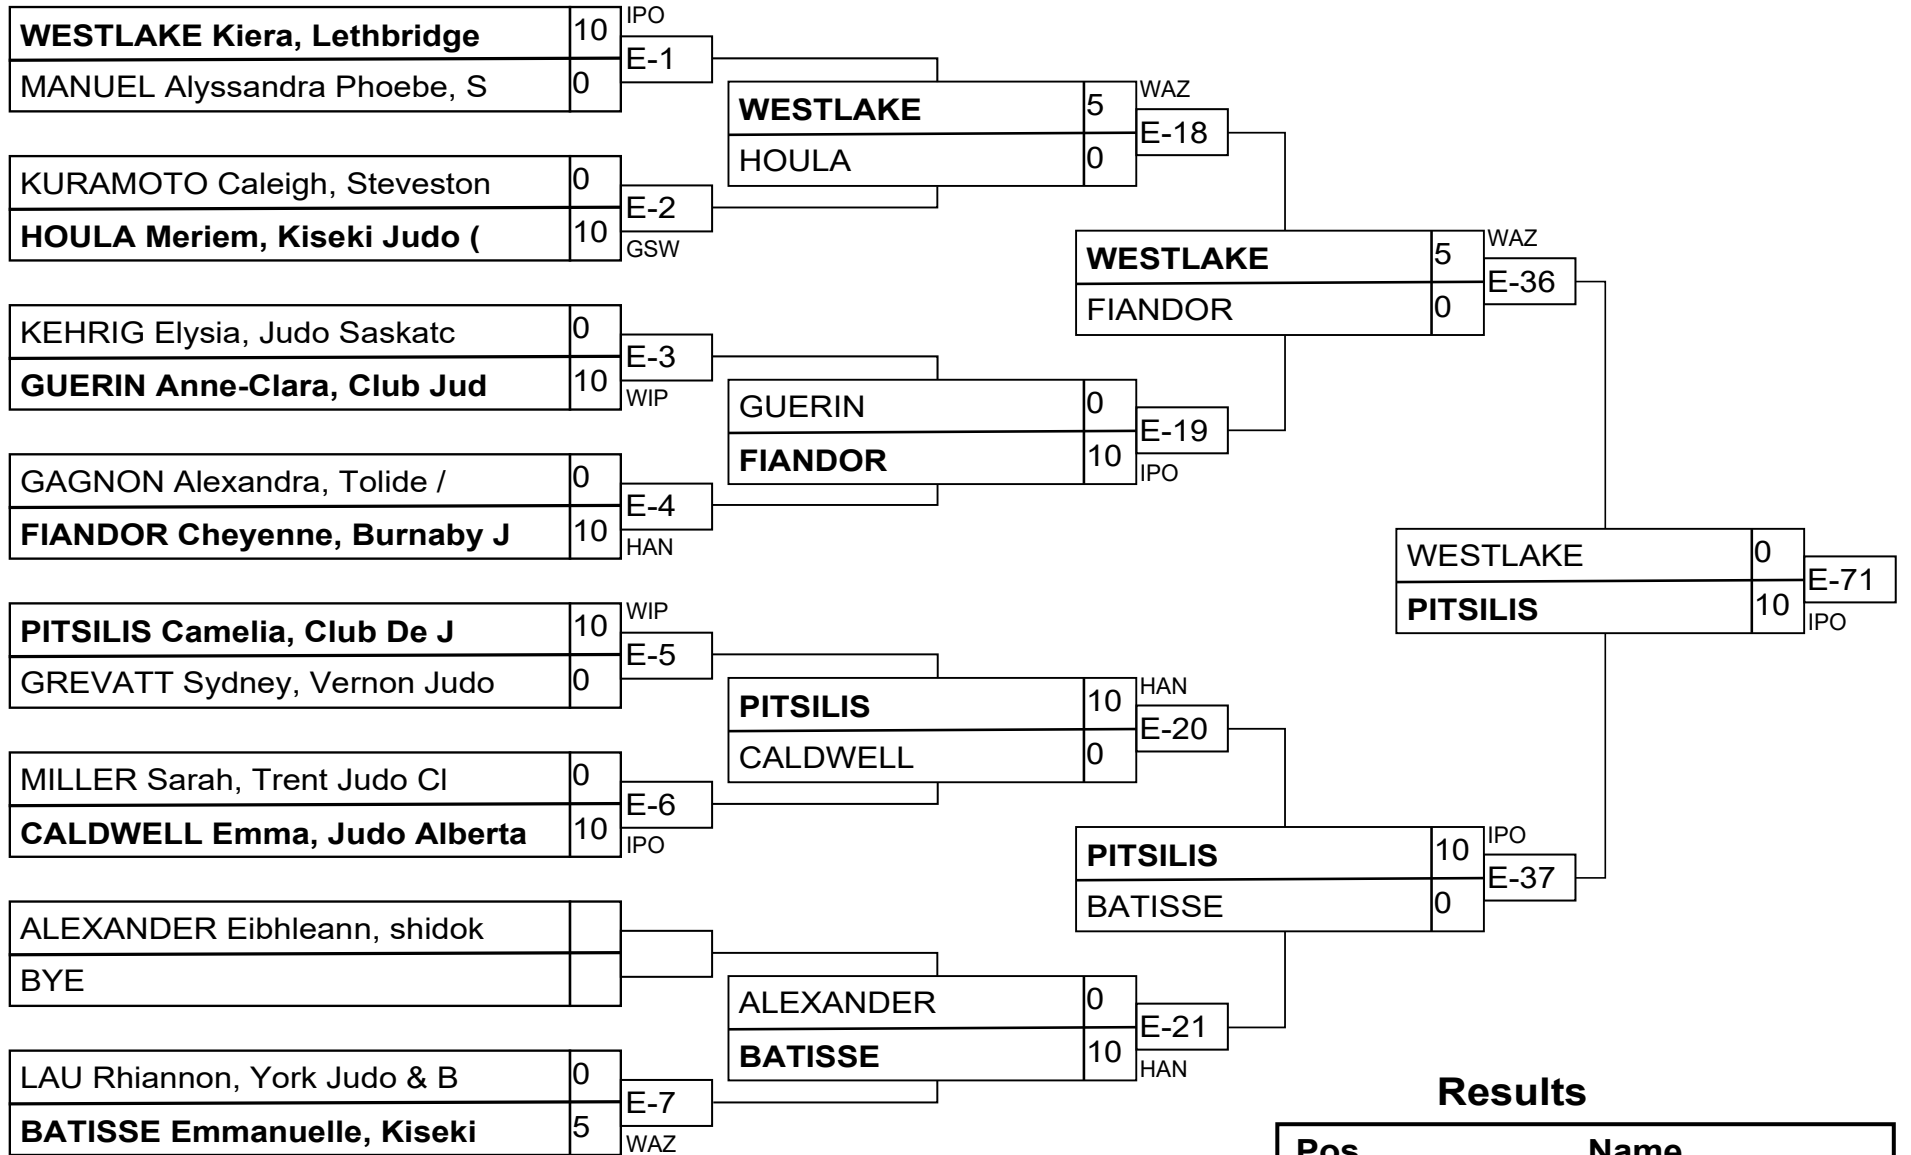 WESTLAKE Kiera, Lethbridge 10 IPO
MANUEL Alyssandra Phoebe, S 0
E-1
KURAMOTO Caleigh, Steveston 0
HOULA Meriem, Kiseki Judo ( 10 GSW
E-2
KEHRIG Elysia, Judo Saskatc 0
GUERIN Anne-Clara, Club Jud 10 WIP
E-3
GAGNON Alexandra, Tolide / 0
FIANDOR Cheyenne, Burnaby J 10 HAN
E-4
PITSILIS Camelia, Club De J 10 WIP
GREVATT Sydney, Vernon Judo 0
E-5
MILLER Sarah, Trent Judo Cl 0
CALDWELL Emma, Judo Alberta 10 IPO
E-6
ALEXANDER Eibhleann, shidok
BYE
LAU Rhiannon, York Judo & B 0
BATISSE Emmanuelle, Kiseki 5 WAZ
E-7
WESTLAKE 5 WAZ
HOULA 0
E-18
GUERIN 0
FIANDOR 10 IPO
E-19
PITSILIS 10 HAN
CALDWELL 0
E-20
ALEXANDER 0
BATISSE 10 HAN
E-21
WESTLAKE 5 WAZ
FIANDOR 0
E-36
PITSILIS 10 IPO
BATISSE 0
E-37
WESTLAKE 0
PITSILIS 10 IPO
E-71
Results
Pos Name